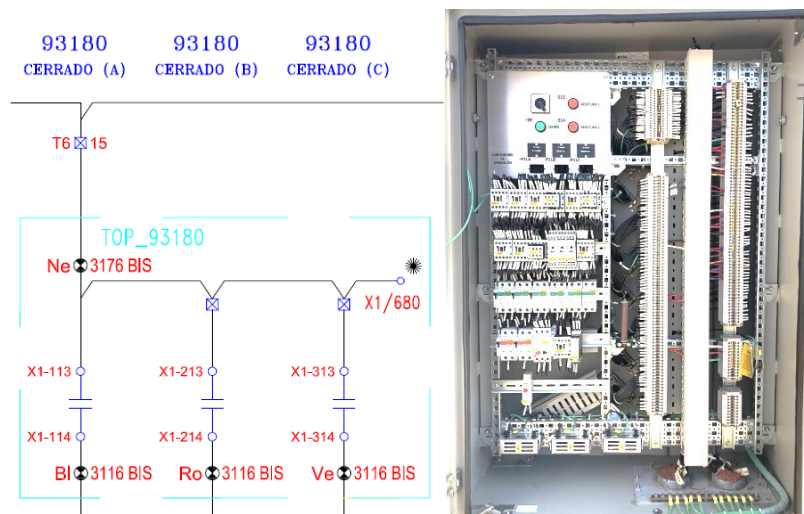 93180 93180 93180
CERRADO (A) CERRADO (B) CERRADO (C)
T6 15
TOP_93180
Ne 3176 BIS
X1/680
X1-113 X1-213 X1-313
X1-114 X1-214 X1-314
Bl 3116 BIS Ro 3116 BIS Ve 3116 BIS